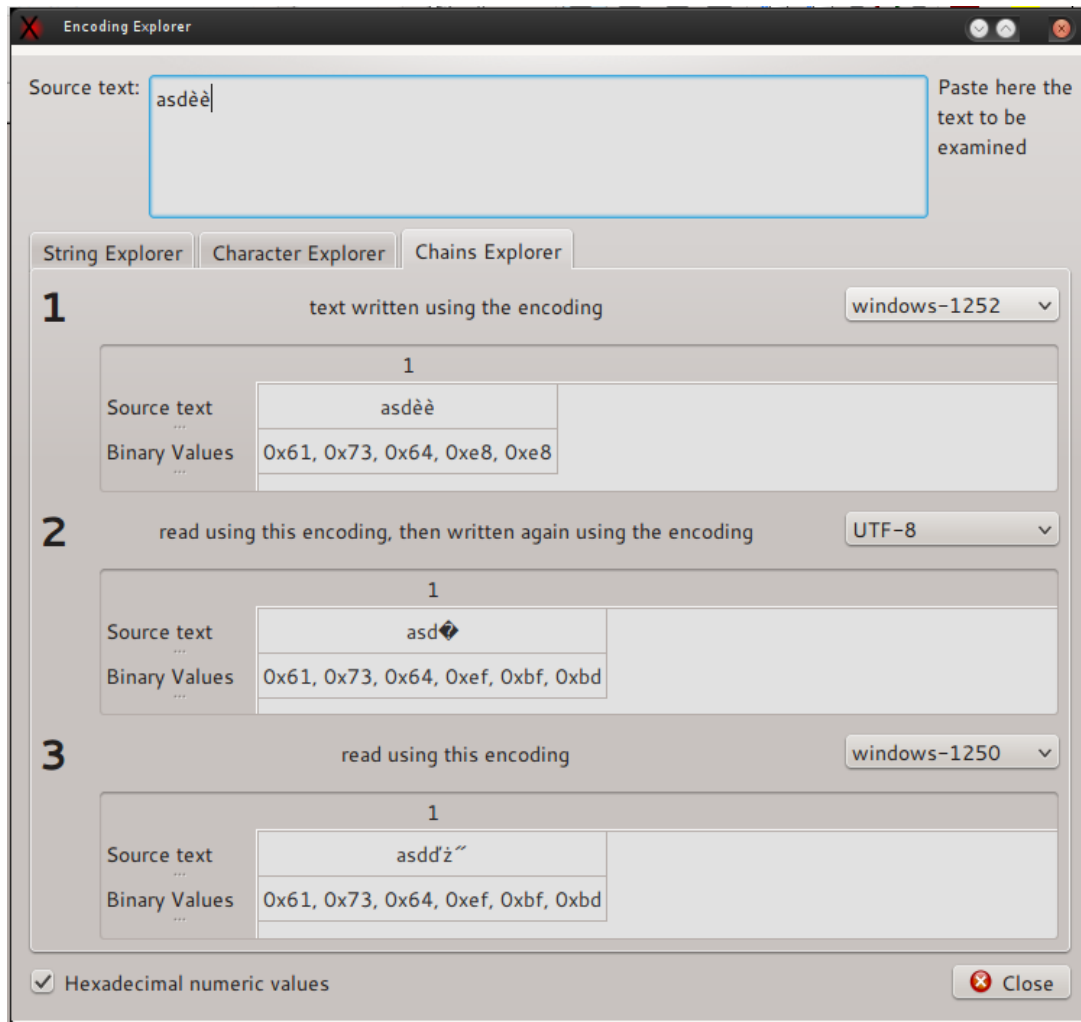 Encoding Explorer
Source text:
asdèè
Paste here the
text to be
examined
String Explorer Character Explorer Chains Explorer
1 text written using the encoding windows-1252
1
Source text asdèè
Binary Values 0x61, 0x73, 0x64, 0xe8, 0xe8
2 read using this encoding, then written again using the encoding UTF-8
1
Source text asd�
Binary Values 0x61, 0x73, 0x64, 0xef, 0xbf, 0xbd
3 read using this encoding windows-1250
1
Source text asdďż˝
Binary Values 0x61, 0x73, 0x64, 0xef, 0xbf, 0xbd
Hexadecimal numeric values Close